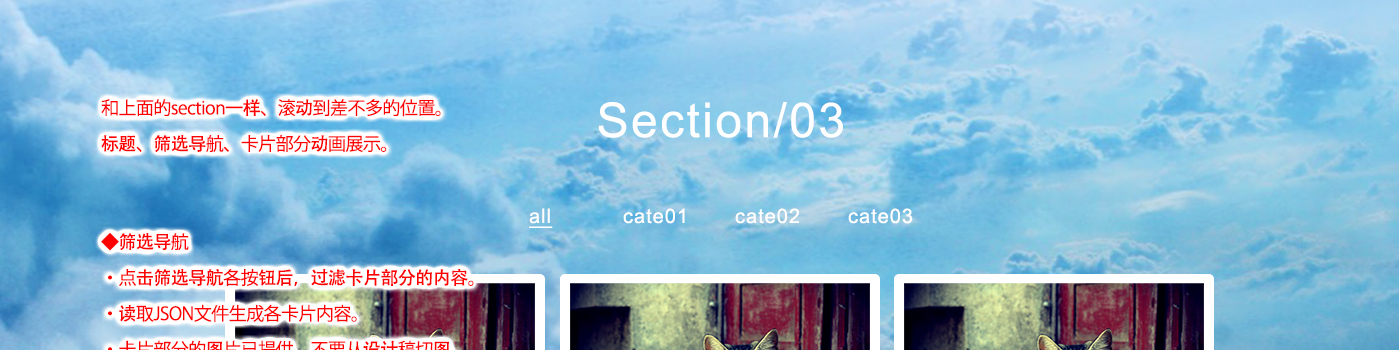 和上面的section一样、滚动到差不多的位置。
标题、筛选导航、卡片部分动画展示。
Section/03
all cate01 cate02 cate03
◆筛选导航
・点击筛选导航各按钮后，过滤卡片部分的内容。
・读取JSON文件生成各卡片内容。
・卡片部分的图片已提供、不要从设计稿切图